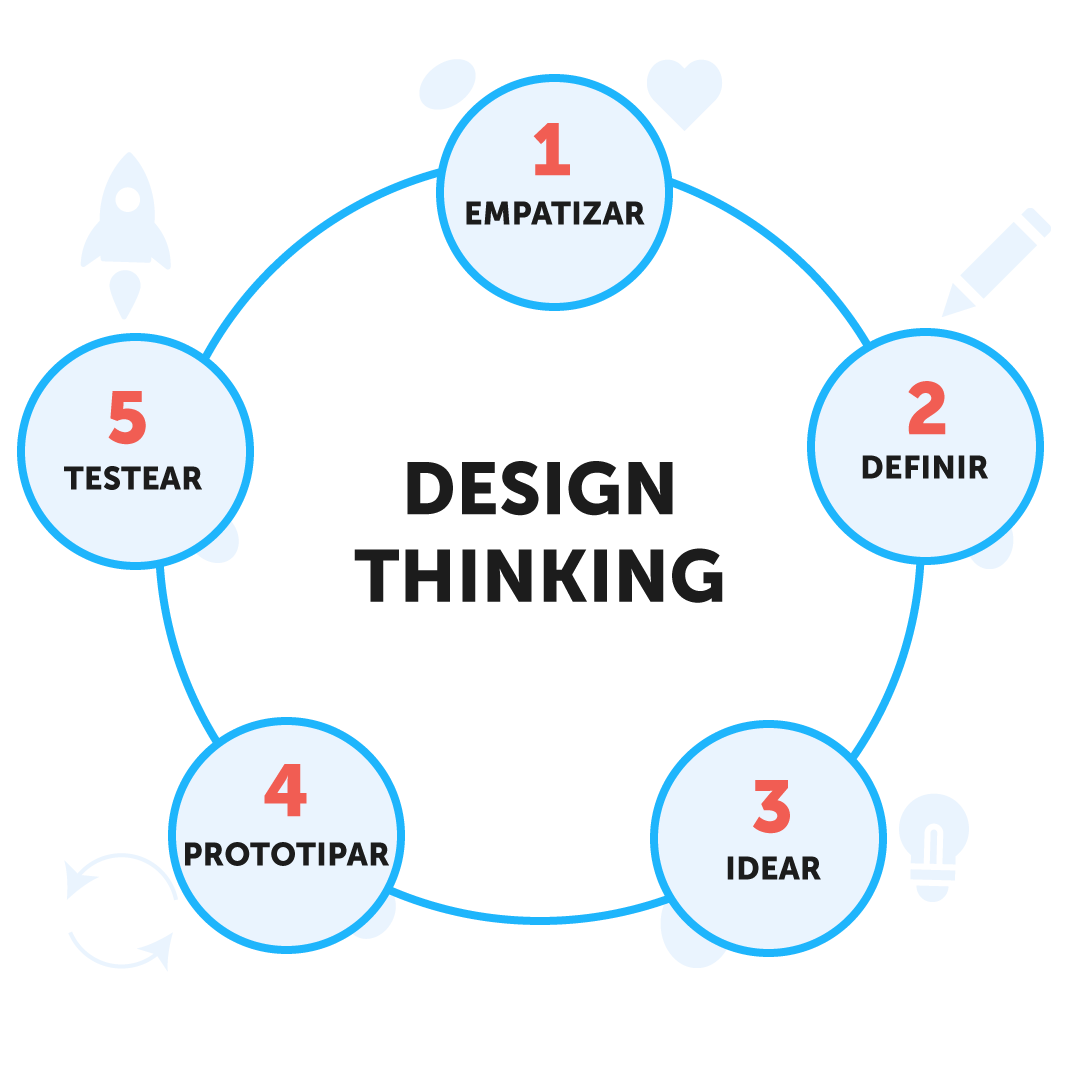 1
EMPATIZAR
2
DEFINIR
3
IDEAR
4
PROTOTIPAR
5
TESTEAR
DESIGN
THINKING